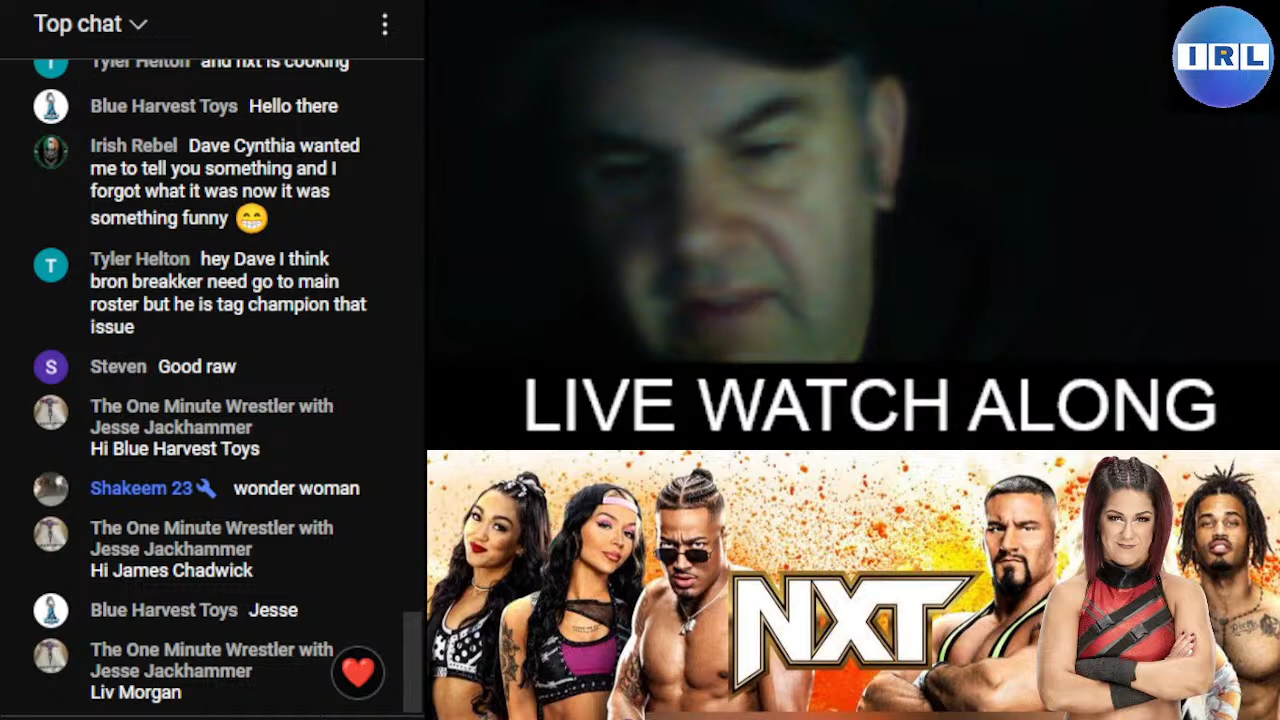 Top chat
Tyler Helton and nxt is cooking
Blue Harvest Toys Hello there
Irish Rebel Dave Cynthia wanted
me to tell you something and I
forgot what it was now it was
something funny 😁
T
Tyler Helton hey Dave I think
bron breakker need go to main
roster but he is tag champion that
issue
S
Steven Good raw
The One Minute Wrestler with
Jesse Jackhammer
Hi Blue Harvest Toys
Shakeem 23 wonder woman
The One Minute Wrestler with
Jesse Jackhammer
Hi James Chadwick
Blue Harvest Toys Jesse
The One Minute Wrestler with
Jesse Jackhammer
Liv Morgan
IRL
LIVE WATCH ALONG
NXT